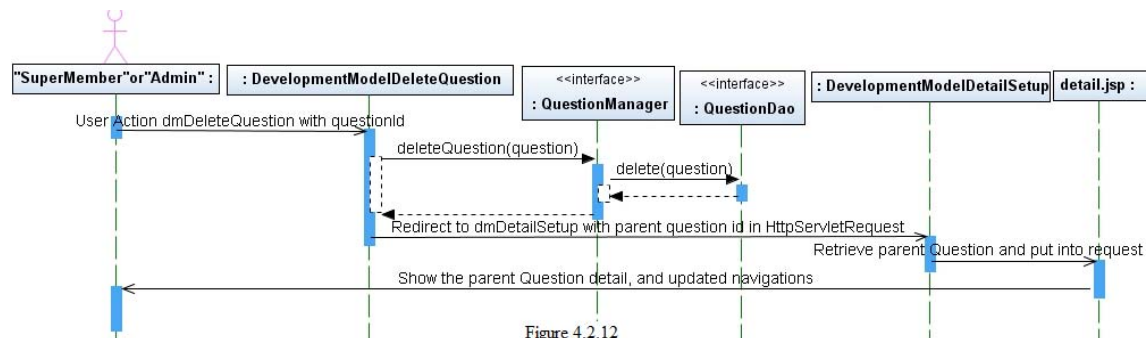 "SuperMember"or"Admin" :
: DevelopmentModelDeleteQuestion
<<interface>>
: QuestionManager
<<interface>>
: QuestionDao
: DevelopmentModelDetailSetup
detail.jsp :
User Action dmDeleteQuestion with questionId
deleteQuestion(question)
delete(question)
Redirect to dmDetailSetup with parent question id in HttpServletRequest
Retrieve parent Question and put into request
Show the parent Question detail, and updated navigations
Figure 4.2.12